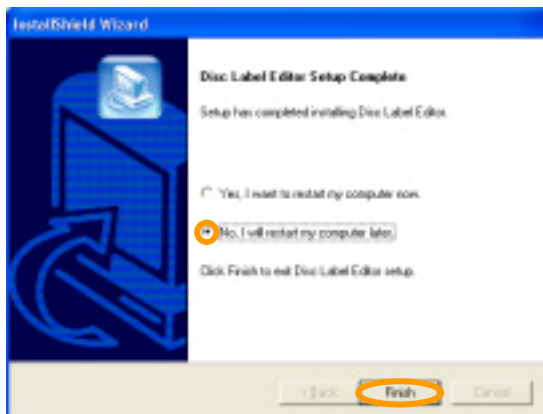 InstallShield Wizard
Disc Label Editor Setup Complete
Setup has completed installing Disc Label Editor.
Yes, I want to restart my computer now.
No, I will restart my computer later.
Click Finish to exit Disc Label Editor setup.
< Back Finish Cancel